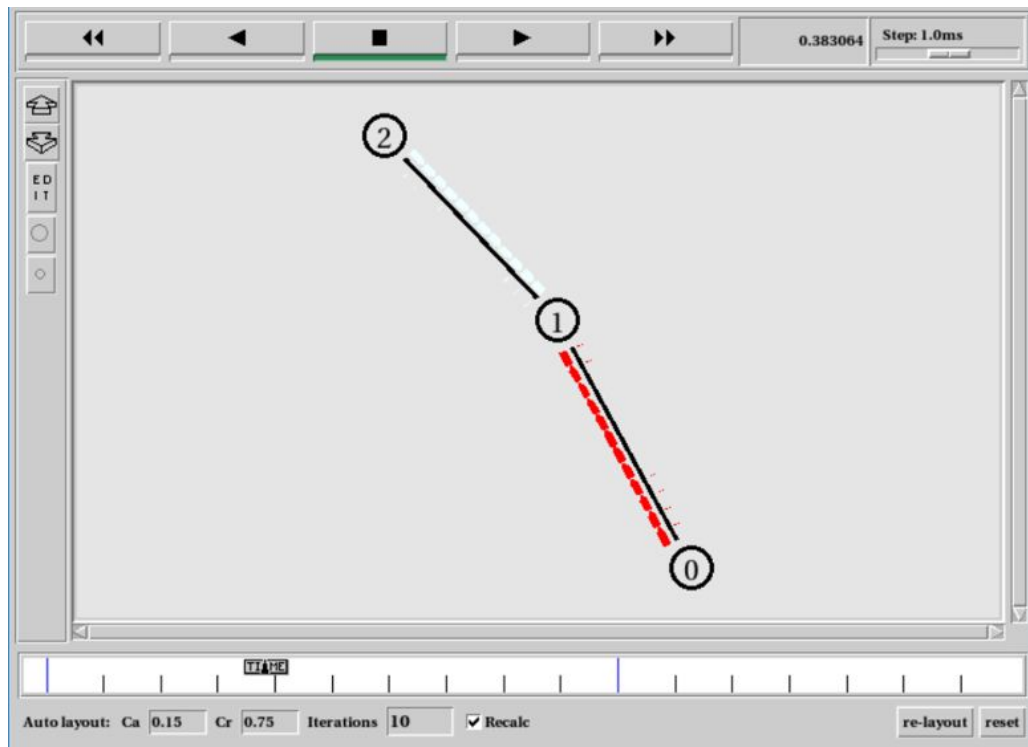 0.383064 Step: 1.0ms
ED
IT
2
1
0
TIME
Auto layout: Ca 0.15 Cr 0.75 Iterations 10 Recalc re-layout reset